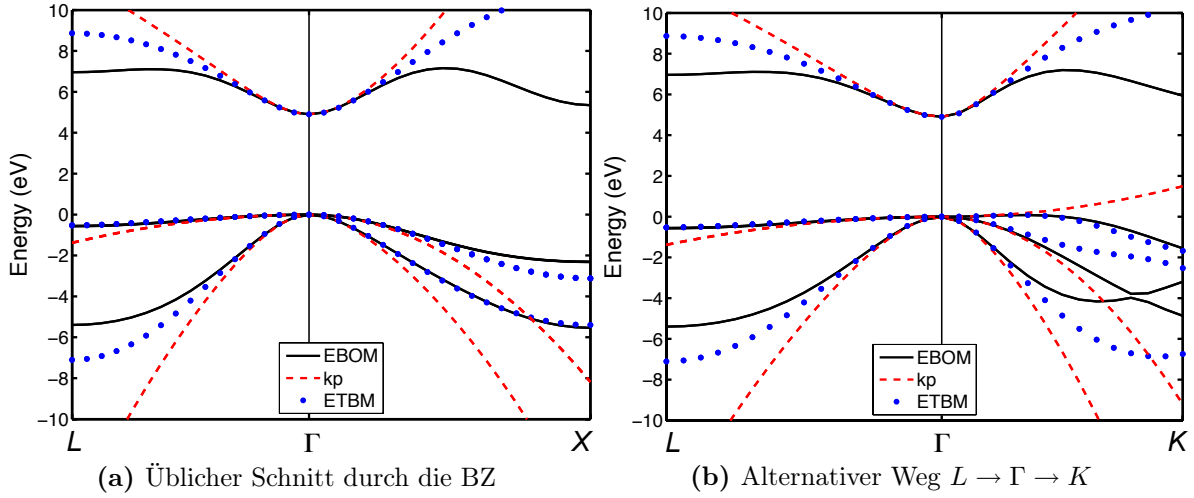 10
8
6
4
2
0
−2
−4
−6
−8
−10
Energy (eV)
EBOM
kp
ETBM
L
Γ
X
(a) Üblicher Schnitt durch die BZ
10
8
6
4
2
0
−2
−4
−6
−8
−10
Energy (eV)
EBOM
kp
ETBM
L
Γ
K
(b) Alternativer Weg L → Γ → K